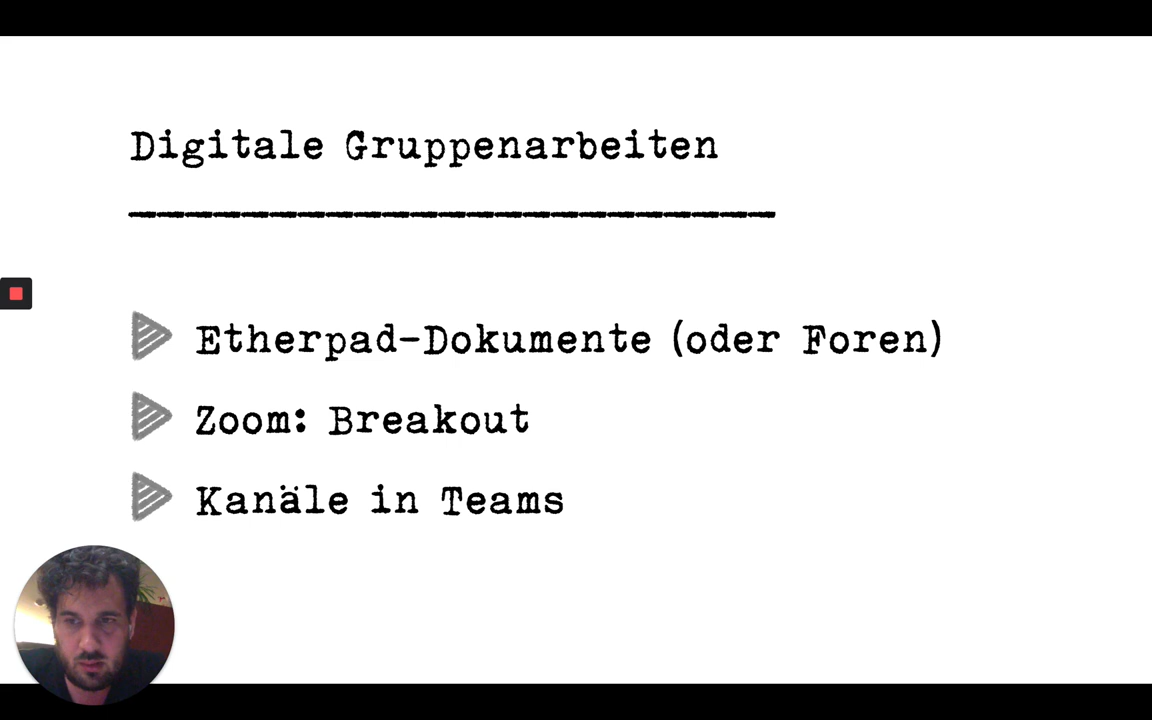 Digitale Gruppenarbeiten
Etherpad-Dokumente (oder Foren)
Zoom: Breakout
Kanäle in Teams